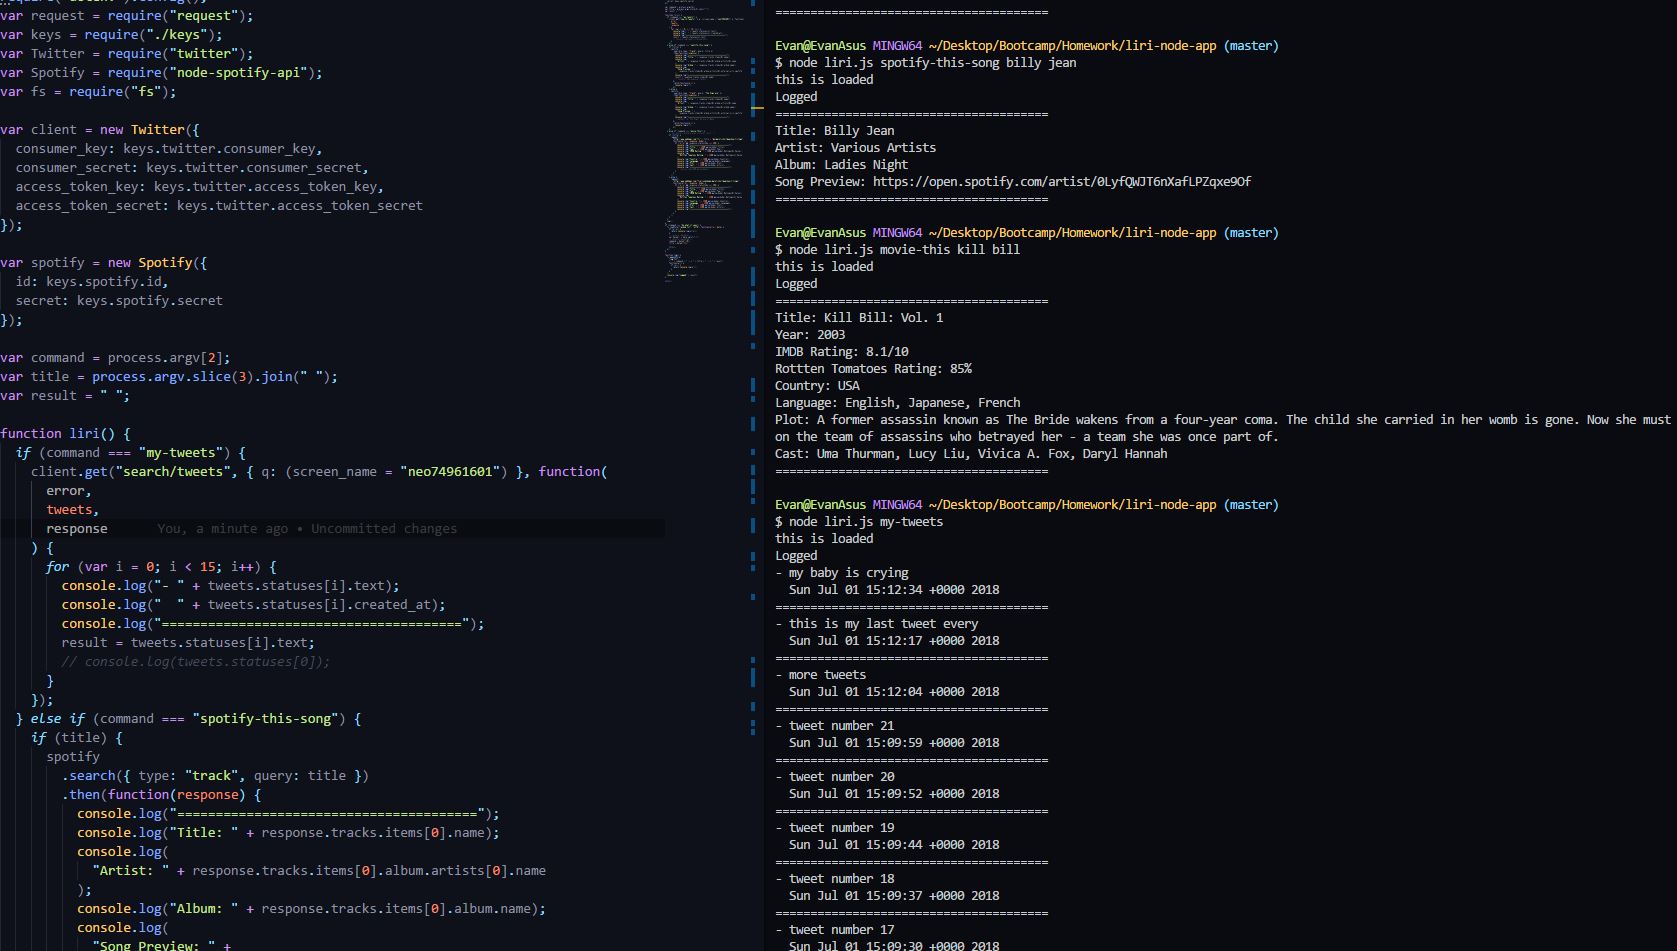 var request = require("request");
var keys = require("./keys");
var Twitter = require("twitter");
var Spotify = require("node-spotify-api");
var fs = require("fs");

var client = new Twitter({
  consumer_key: keys.twitter.consumer_key,
  consumer_secret: keys.twitter.consumer_secret,
  access_token_key: keys.twitter.access_token_key,
  access_token_secret: keys.twitter.access_token_secret
});

var spotify = new Spotify({
  id: keys.spotify.id,
  secret: keys.spotify.secret
});

var command = process.argv[2];
var title = process.argv.slice(3).join(" ");
var result = " ";

function liri() {
  if (command === "my-tweets") {
    client.get("search/tweets", { q: (screen_name = "neo74961601") }, function(
      error,
      tweets,
      response      You, a minute ago • Uncommitted changes
    ) {
      for (var i = 0; i < 15; i++) {
        console.log("- " + tweets.statuses[i].text);
        console.log("  " + tweets.statuses[i].created_at);
        console.log("=======================================");
        result = tweets.statuses[i].text;
        // console.log(tweets.statuses[0]);
      }
    });
  } else if (command === "spotify-this-song") {
    if (title) {
      spotify
        .search({ type: "track", query: title })
        .then(function(response) {
          console.log("=======================================");
          console.log("Title: " + response.tracks.items[0].name);
          console.log(
            "Artist: " + response.tracks.items[0].album.artists[0].name
          );
          console.log("Album: " + response.tracks.items[0].album.name);
          console.log(
            "Song Preview: " +
=======================================

Evan@EvanAsus MINGW64 ~/Desktop/Bootcamp/Homework/liri-node-app (master)
$ node liri.js spotify-this-song billy jean
this is loaded
Logged
=======================================
Title: Billy Jean
Artist: Various Artists
Album: Ladies Night
Song Preview: https://open.spotify.com/artist/0LyfQWJT6nXafLPZqxe9Of
=======================================

Evan@EvanAsus MINGW64 ~/Desktop/Bootcamp/Homework/liri-node-app (master)
$ node liri.js movie-this kill bill
this is loaded
Logged
=======================================
Title: Kill Bill: Vol. 1
Year: 2003
IMDB Rating: 8.1/10
Rottten Tomatoes Rating: 85%
Country: USA
Language: English, Japanese, French
Plot: A former assassin known as The Bride wakens from a four-year coma. The child she carried in her womb is gone. Now she must
on the team of assassins who betrayed her - a team she was once part of.
Cast: Uma Thurman, Lucy Liu, Vivica A. Fox, Daryl Hannah
=======================================

Evan@EvanAsus MINGW64 ~/Desktop/Bootcamp/Homework/liri-node-app (master)
$ node liri.js my-tweets
this is loaded
Logged
- my baby is crying
  Sun Jul 01 15:12:34 +0000 2018
=======================================
- this is my last tweet every
  Sun Jul 01 15:12:17 +0000 2018
=======================================
- more tweets
  Sun Jul 01 15:12:04 +0000 2018
=======================================
- tweet number 21
  Sun Jul 01 15:09:59 +0000 2018
=======================================
- tweet number 20
  Sun Jul 01 15:09:52 +0000 2018
=======================================
- tweet number 19
  Sun Jul 01 15:09:44 +0000 2018
=======================================
- tweet number 18
  Sun Jul 01 15:09:37 +0000 2018
=======================================
- tweet number 17
  Sun Jul 01 15:09:30 +0000 2018